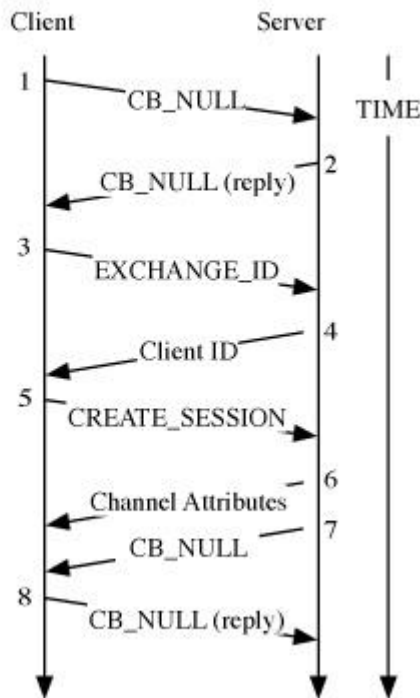 Client Server
1
CB_NULL
TIME
2
CB_NULL (reply)
3
EXCHANGE_ID
4
Client ID
5
CREATE_SESSION
6
Channel Attributes
7
CB_NULL
8
CB_NULL (reply)